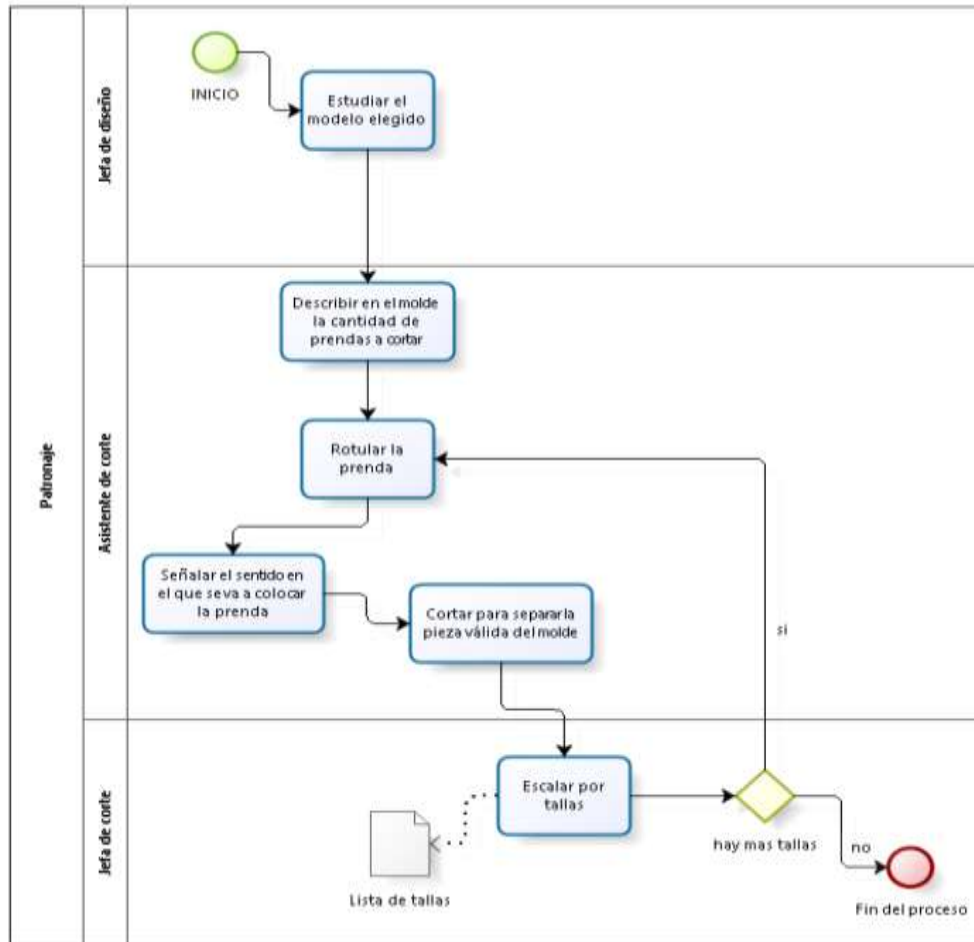 Patronaje
Jefa de diseño
INICIO
Estudiar el
modelo elegido
Asistente de corte
Describir en el molde
la cantidad de
prendas a cortar
Rotular la
prenda
Señalar el sentido en
el que seva a colocar
la prenda
Cortar para separar la
pieza válida del molde
si
Jefa de corte
Escalar por
tallas
Lista de tallas
hay mas tallas
no
Fin del proceso